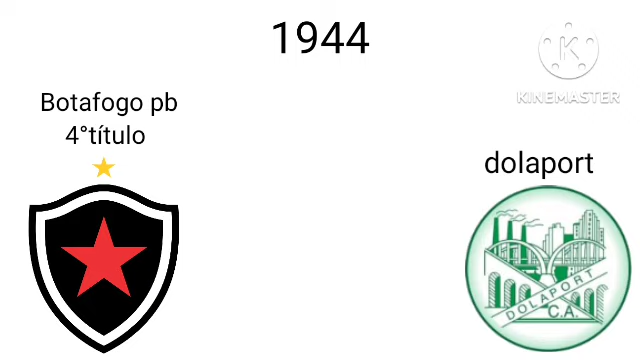 1944
KINEMASTER
Botafogo pb
4°título
dolaport
DOLAPORT
C.A.